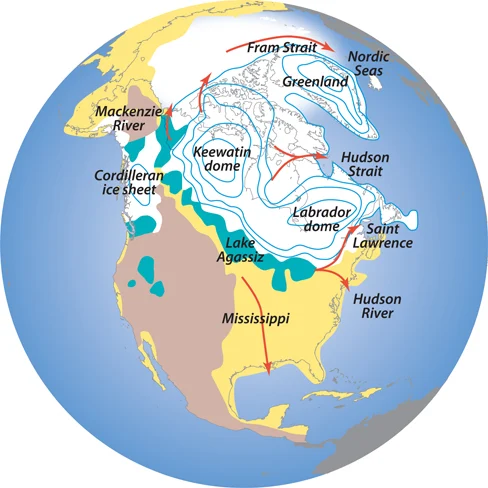 Fram Strait
Nordic
Seas
Greenland
Mackenzie
River
Keewatin
dome
Hudson
Strait
Cordilleran
ice sheet
Labrador
dome
Saint
Lawrence
Lake
Agassiz
Hudson
River
Mississippi